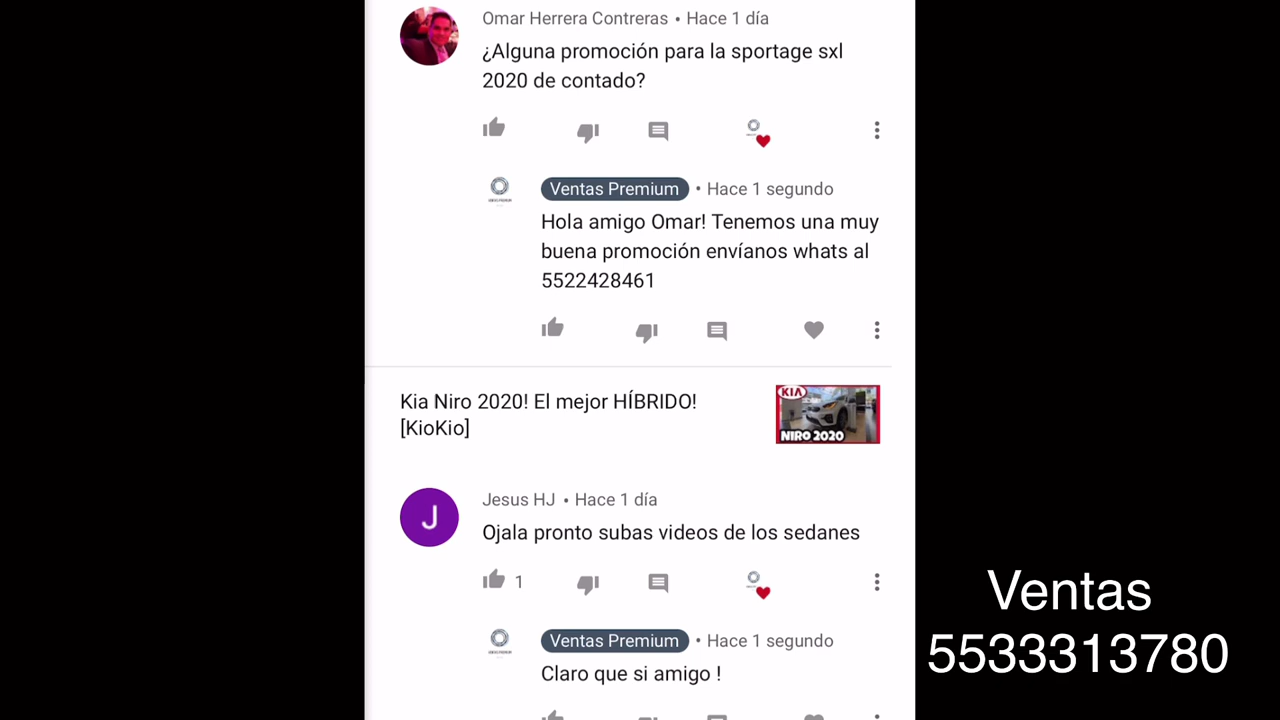 Omar Herrera Contreras • Hace 1 día
¿Alguna promoción para la sportage sxl
2020 de contado?
Ventas Premium • Hace 1 segundo
Hola amigo Omar! Tenemos una muy
buena promoción envíanos whats al
5522428461
Kia Niro 2020! El mejor HÍBRIDO!
[KioKio]
KIA
NIRO 2020
J
Jesus HJ • Hace 1 día
Ojala pronto subas videos de los sedanes
1
Ventas Premium • Hace 1 segundo
Claro que si amigo !
Ventas
5533313780